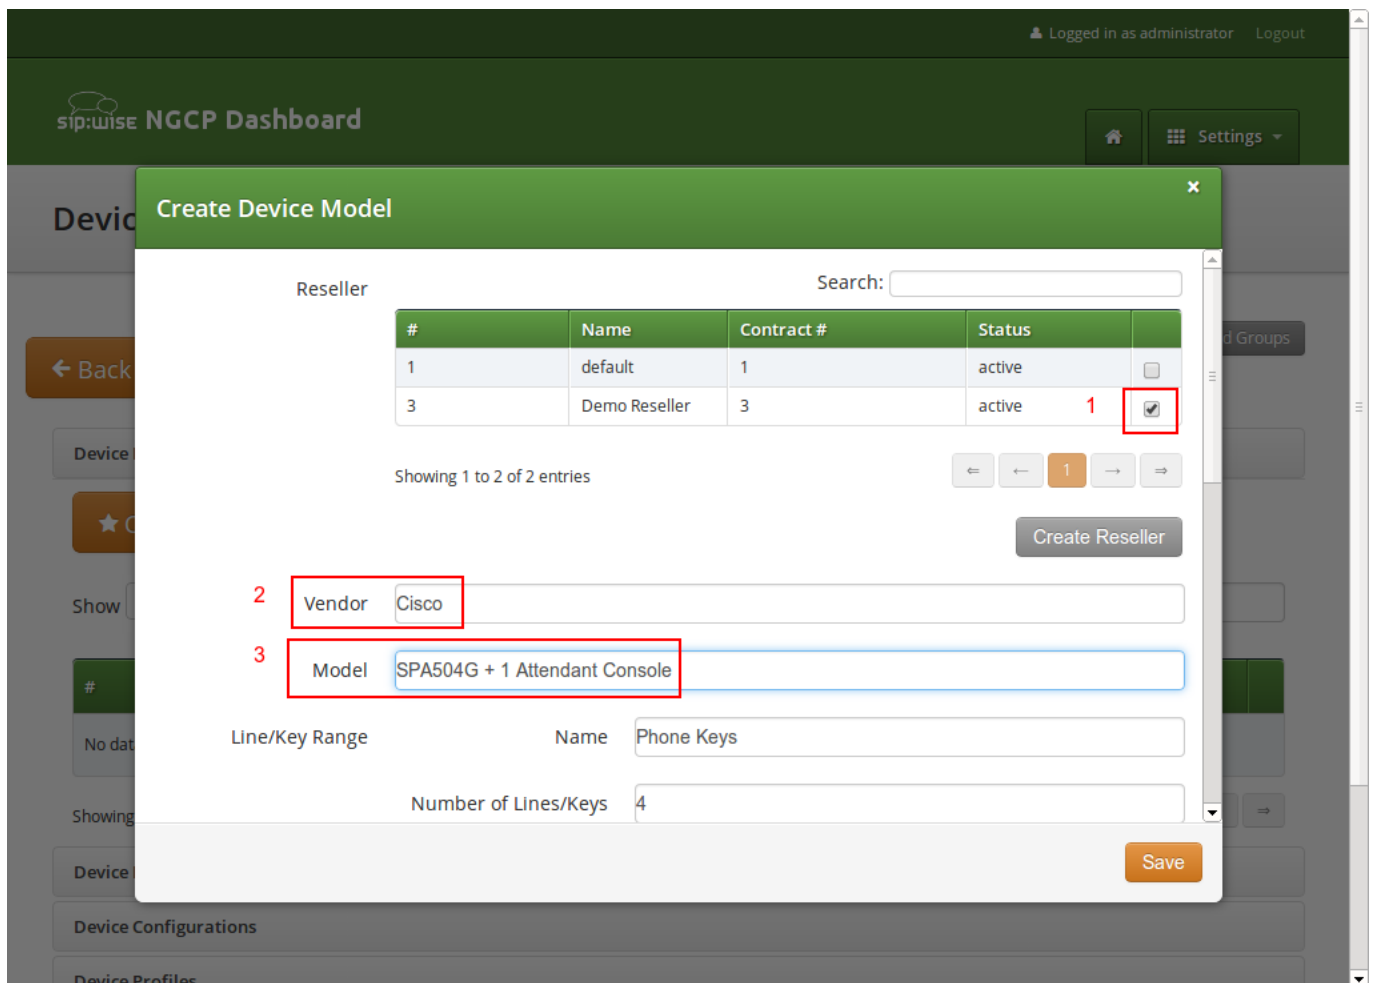 Logged in as administrator Logout
sip:wise NGCP Dashboard
Settings
Devic
Create Device Model
×
Reseller
Search:
# Name Contract # Status
1 default 1 active
3 Demo Reseller 3 active 1
Showing 1 to 2 of 2 entries
⇐ ← 1 → ⇒
Create Reseller
2 Vendor Cisco
3 Model SPA504G + 1 Attendant Console
Line/Key Range Name Phone Keys
Number of Lines/Keys 4
Save
d Groups
Back
Device
Show
#
No dat
Showing
⇒
Device
Device Configurations
Device Profiles